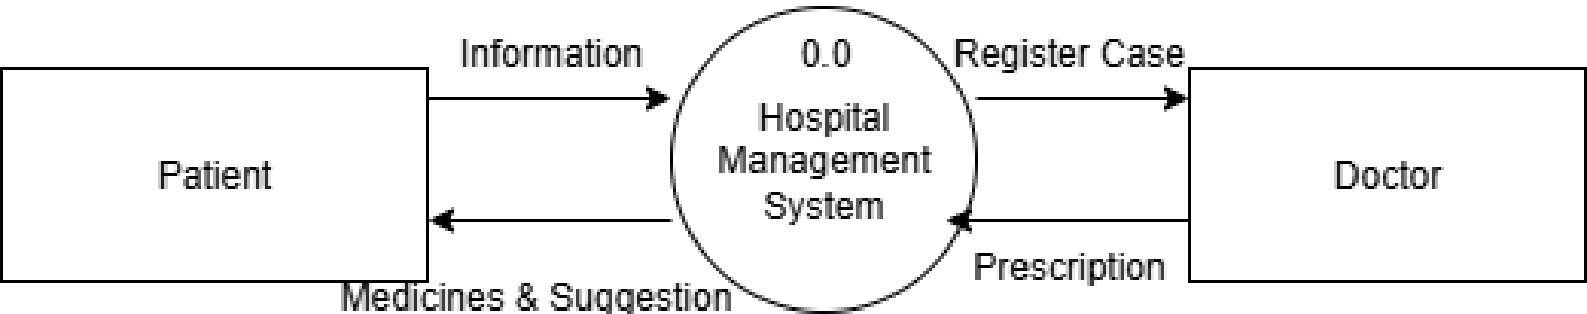 Information
0.0
Register Case
Patient
Hospital
Management
System
Doctor
Medicines & Suggestion
Prescription